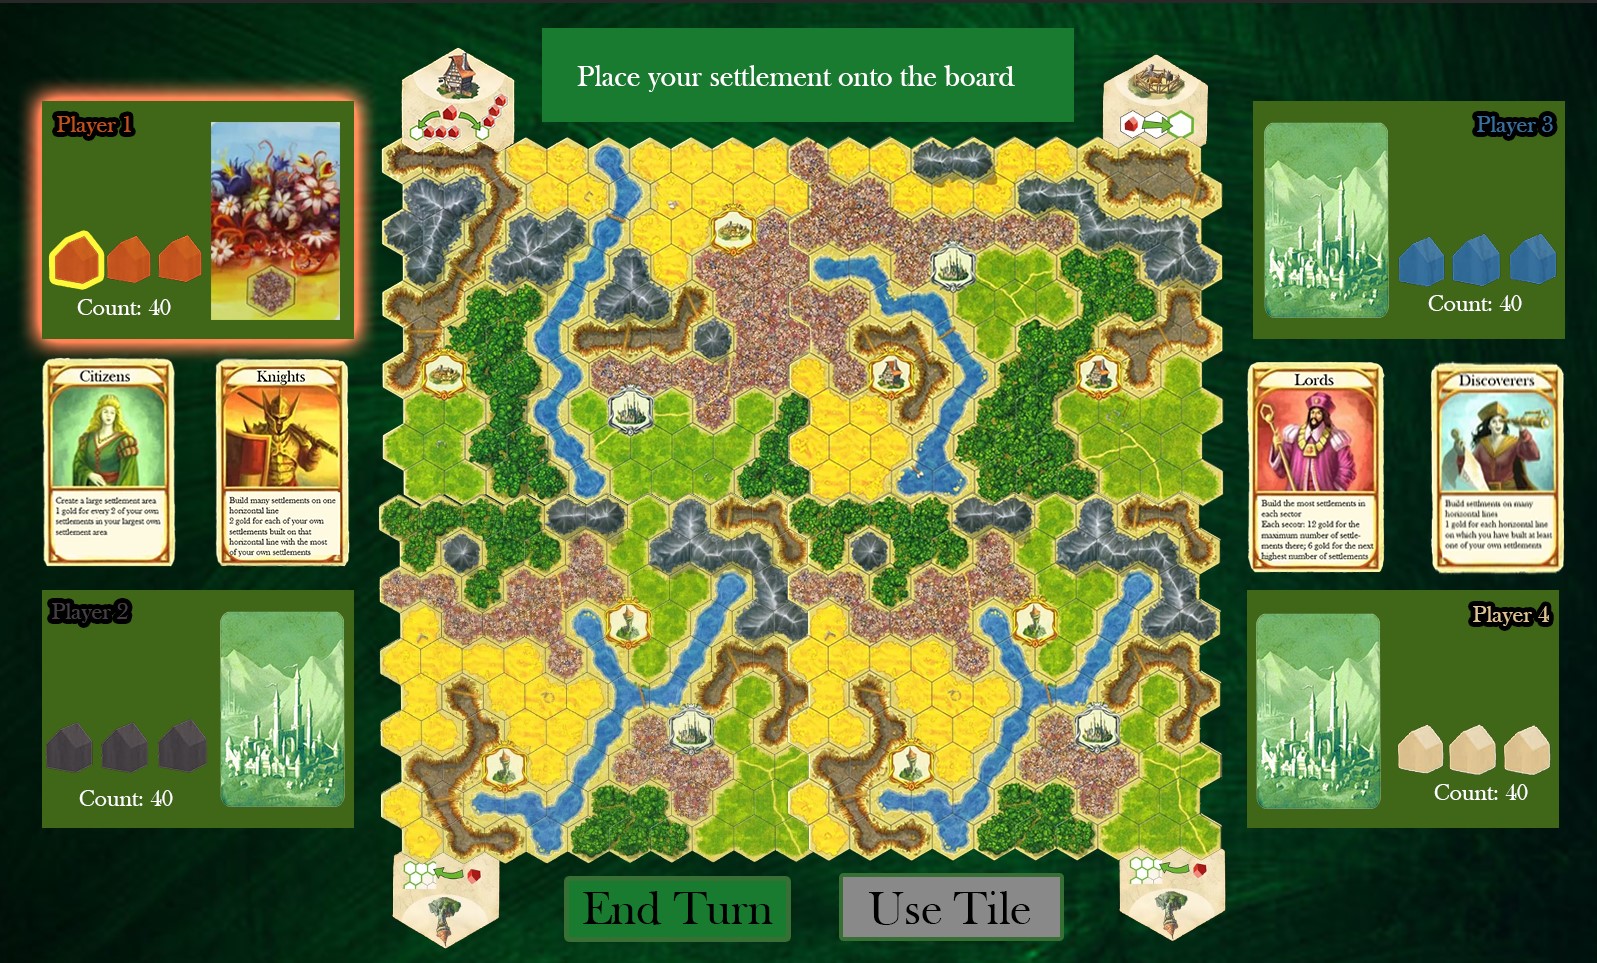 Place your settlement onto the board
Player 1
Count: 40
Player 3
Count: 40
Citizens
Create a large settlement area
1 gold for every 2 of your own
settlements in your largest own
settlement area
Knights
Build many settlements on one
horizontal line
2 gold for each of your own
settlements built on that
horizontal line with the most
of your own settlements
Lords
Build the most settlements in
each sector
Each secotr: 12 gold for the
maximum number of settle-
ments there; 6 gold for the next
highest number of settlements
Discoverers
Build settlements on many
horizontal lines
1 gold for each horizontal line
on which you have built at least
one of your own settlements
Player 2
Count: 40
Player 4
Count: 40
End Turn
Use Tile